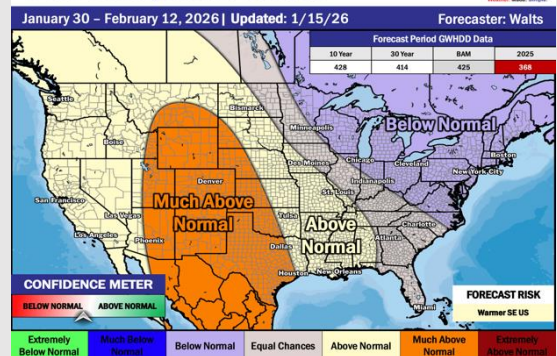 January 30 – February 12, 2026 | Updated: 1/15/26
Forecaster: Walts
Forecast Period GWHDD Data
10 Year 30 Year BAM 2025
428 414 425 368
Seattle
Bismarck
Minneapolis
Below Normal
Boise
Boston
Des Moines
Chicago
Cleveland
New York City
Indianapolis
Denver
St. Louis
San Francisco
Much Above
Normal
Las Vegas
Tulsa
Above
Normal
Charlotte
Los Angeles
Phoenix
Atlanta
Dallas
Houston
New Orleans
Miami
CONFIDENCE METER
BELOW NORMAL ABOVE NORMAL
FORECAST RISK
Warmer SE US
Extremely
Below Normal
Much Below
Normal
Below Normal
Equal Chances
Above Normal
Much Above
Normal
Extremely
Above Normal